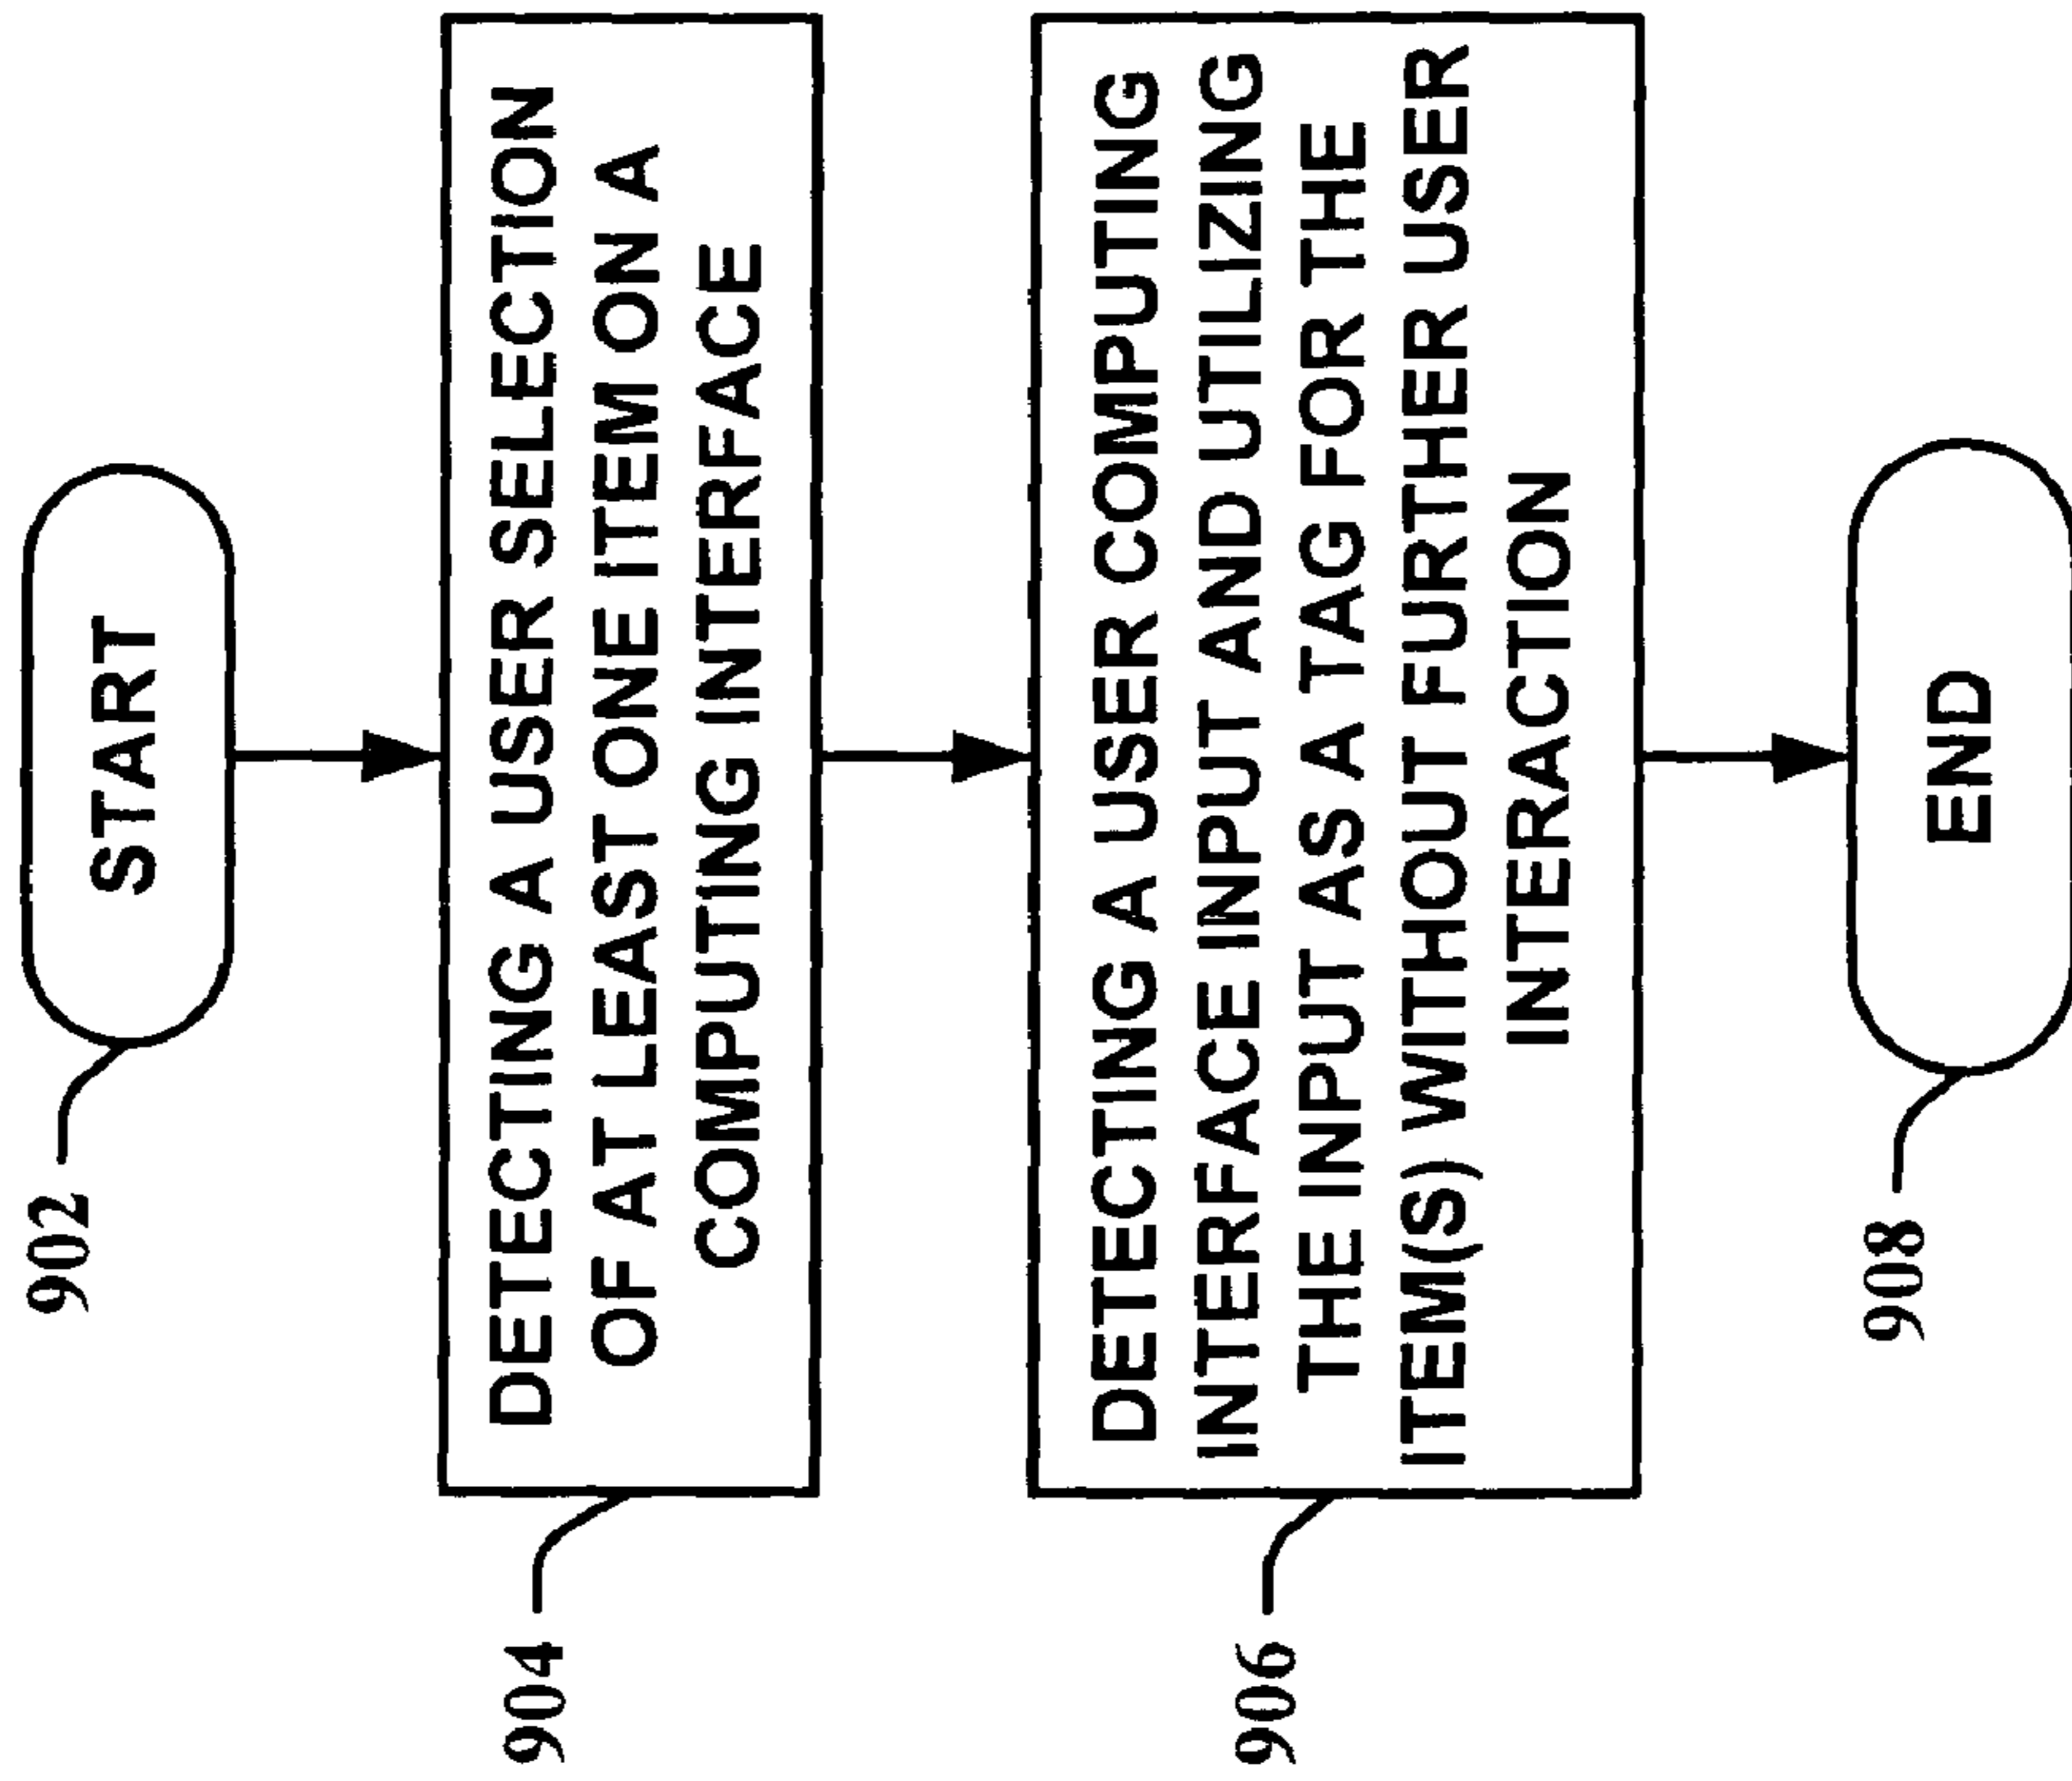 902
START
904
DETECTING A USER SELECTION
OF AT LEAST ONE ITEM ON A
COMPUTING INTERFACE
906
DETECTING A USER COMPUTING
INTERFACE INPUT AND UTILIZING
THE INPUT AS A TAG FOR THE
ITEM(S) WITHOUT FURTHER USER
INTERACTION
908
END